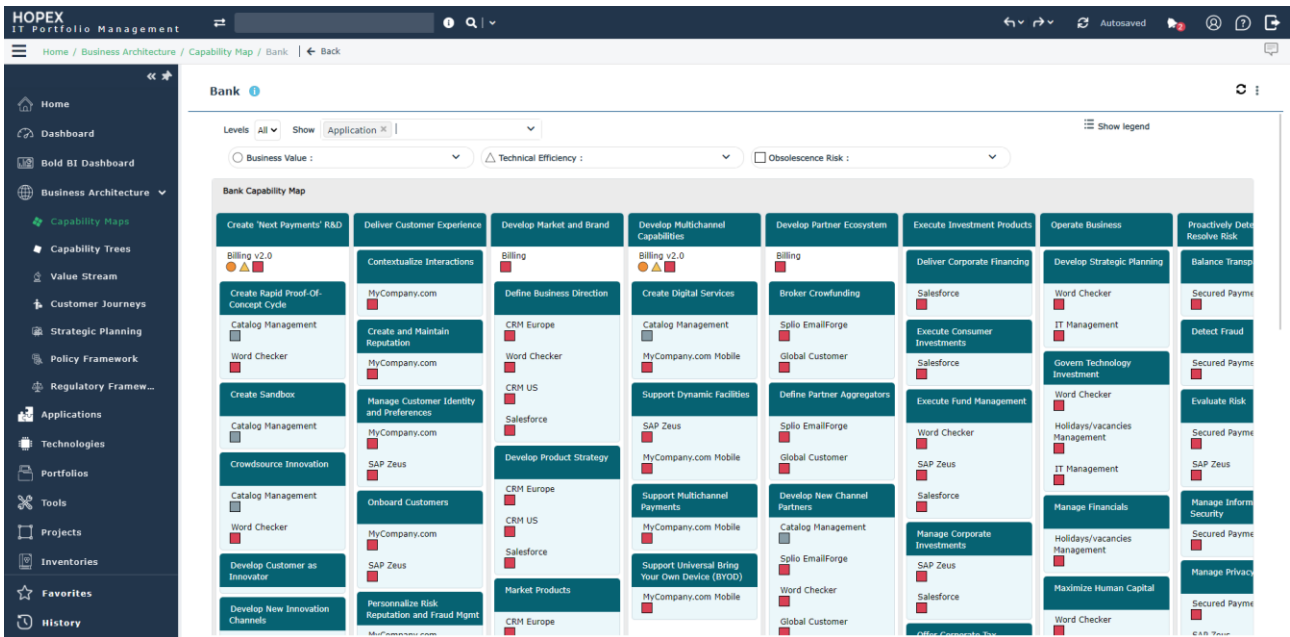 HOPEX
IT Portfolio Management
Autosaved
2
Home / Business Architecture / Capability Map / Bank
Back
Home
Dashboard
Bold BI Dashboard
Business Architecture
Capability Maps
Capability Trees
Value Stream
Customer Journeys
Strategic Planning
Policy Framework
Regulatory Framew...
Applications
Technologies
Portfolios
Tools
Projects
Inventories
Favorites
History
Bank
Levels All Show Application ×
Show legend
Business Value :
Technical Efficiency :
Obsolescence Risk :
Bank Capability Map
Create 'Next Payments' R&D
Billing v2.0
Create Rapid Proof-Of-
Concept Cycle
Catalog Management
Word Checker
Create Sandbox
Catalog Management
Crowdsource Innovation
Catalog Management
Word Checker
Develop Customer as
Innovator
Develop New Innovation
Channels
Deliver Customer Experience
Contextualize Interactions
MyCompany.com
Create and Maintain
Reputation
MyCompany.com
Manage Customer Identity
and Preferences
MyCompany.com
SAP Zeus
Onboard Customers
MyCompany.com
SAP Zeus
Personnalize Risk
Reputation and Fraud Mgmt
MyCompany.com
Develop Market and Brand
Billing
Define Business Direction
CRM Europe
Word Checker
CRM US
Salesforce
Develop Product Strategy
CRM Europe
CRM US
Salesforce
Market Products
CRM Europe
Develop Multichannel
Capabilities
Billing v2.0
Create Digital Services
Catalog Management
MyCompany.com Mobile
Support Dynamic Facilities
SAP Zeus
MyCompany.com Mobile
Support Multichannel
Payments
MyCompany.com Mobile
Support Universal Bring
Your Own Device (BYOD)
MyCompany.com Mobile
Develop Partner Ecosystem
Billing
Broker Crowfunding
Splio EmailForge
Global Customer
Define Partner Aggregators
Splio EmailForge
Global Customer
Develop New Channel
Partners
Catalog Management
Splio EmailForge
Word Checker
Global Customer
Execute Investment Products
Deliver Corporate Financing
Salesforce
Execute Consumer
Investments
Salesforce
Execute Fund Management
Word Checker
SAP Zeus
Salesforce
Manage Corporate
Investments
SAP Zeus
Salesforce
Offer Corporate Tax
Operate Business
Develop Strategic Planning
Word Checker
IT Management
Govern Technology
Investment
Word Checker
Holidays/vacancies
Management
IT Management
Manage Financials
Holidays/vacancies
Management
Maximize Human Capital
Word Checker
Proactively Dete
Resolve Risk
Balance Transp
Secured Payme
Detect Fraud
Secured Payme
Evaluate Risk
Secured Payme
SAP Zeus
Manage Inform
Security
Secured Payme
Manage Privacy
Secured Payme
SAP Zeus